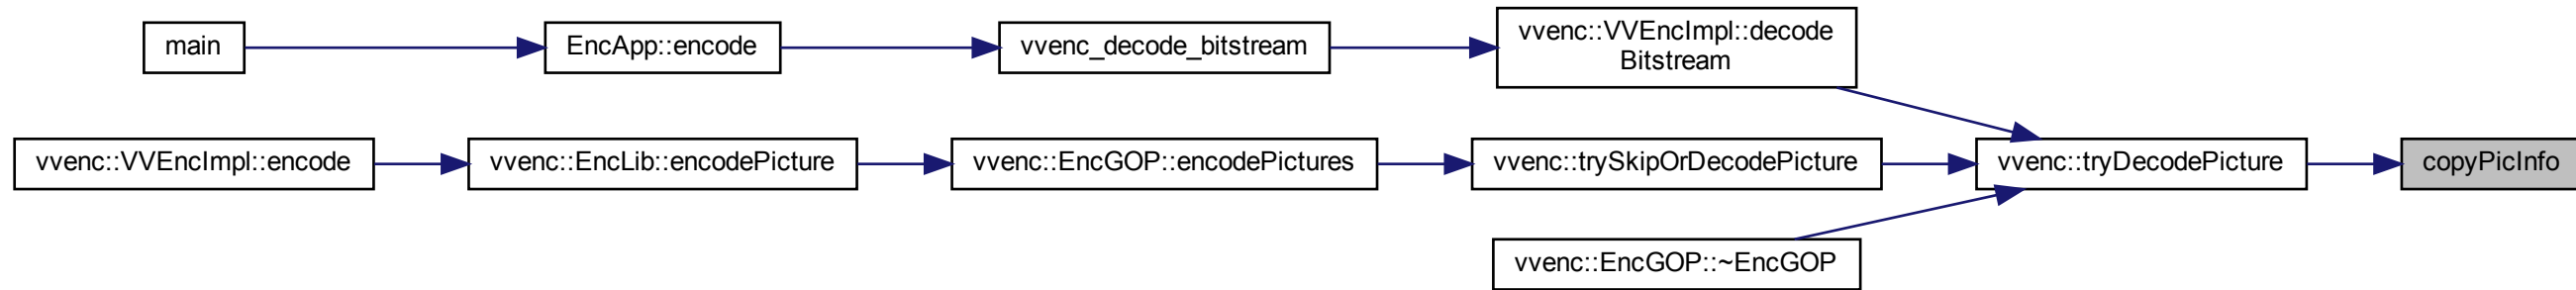 main
EncApp::encode
vvenc_decode_bitstream
vvenc::VVEncImpl::decode
Bitstream
vvenc::VVEncImpl::encode
vvenc::EncLib::encodePicture
vvenc::EncGOP::encodePictures
vvenc::trySkipOrDecodePicture
vvenc::tryDecodePicture
copyPicInfo
vvenc::EncGOP::~EncGOP